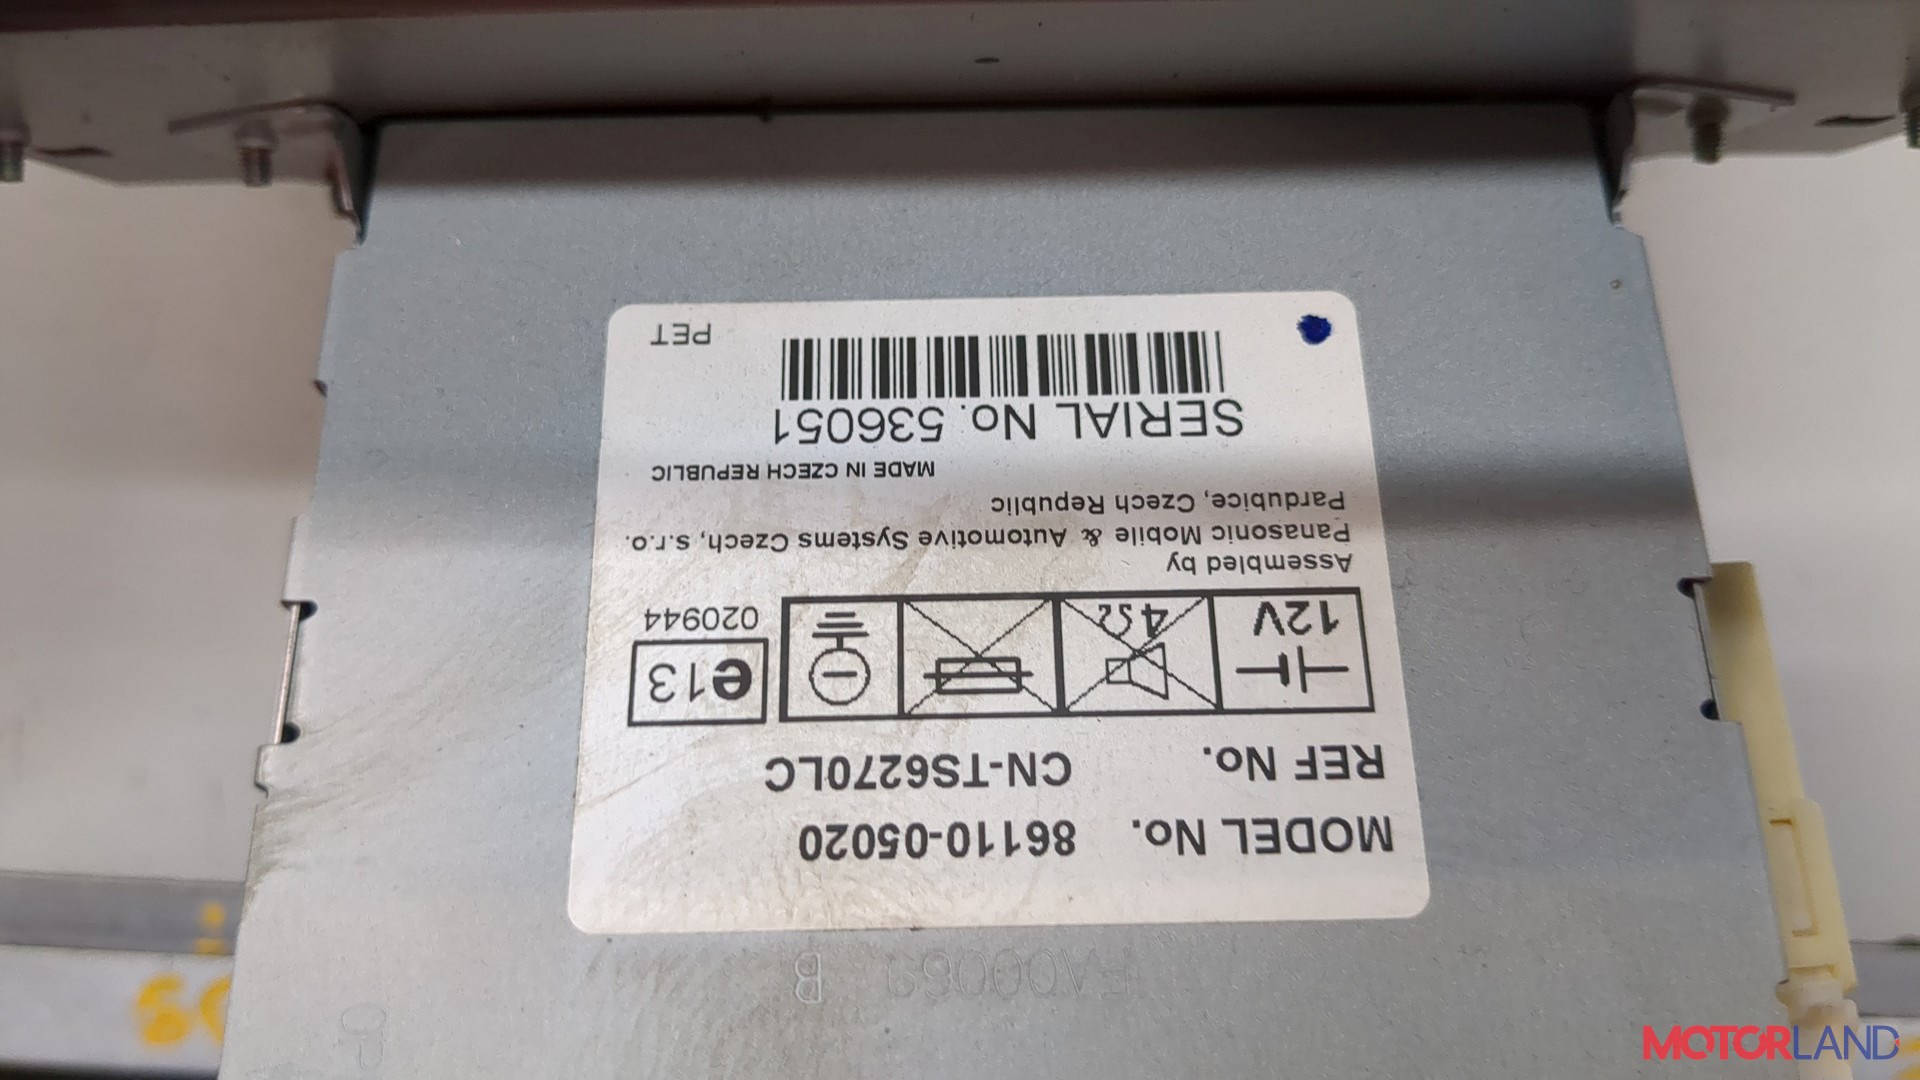 MODEL No. 86110-05020
REF No. CN-TS6270LC
12V
4Ω
e13
020944
Assembled by
Panasonic Mobile & Automotive Systems Czech, s.r.o.
Pardubice, Czech Republic
MADE IN CZECH REPUBLIC
SERIAL No. 536051
PET
B
MOTORLAND